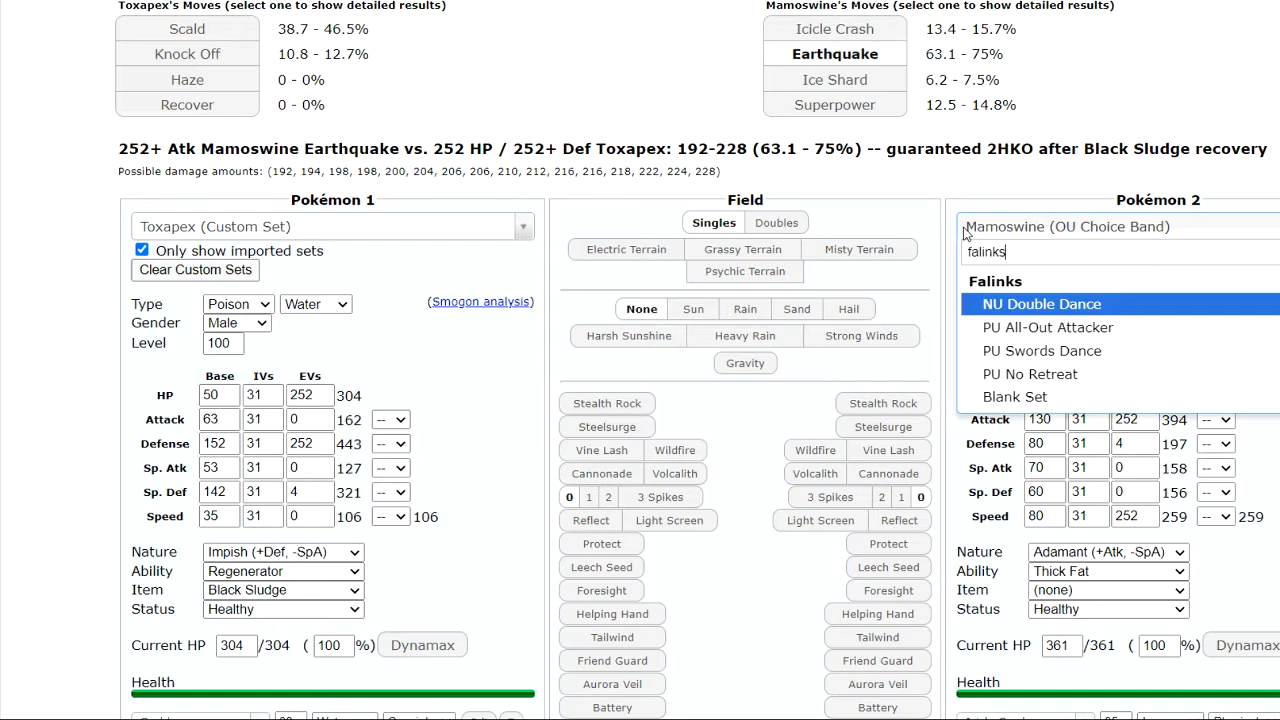 Toxapex's Moves (select one to show detailed results)
Mamoswine's Moves (select one to show detailed results)
Scald 38.7 - 46.5%
Icicle Crash 13.4 - 15.7%
Knock Off 10.8 - 12.7%
Earthquake 63.1 - 75%
Haze 0 - 0%
Ice Shard 6.2 - 7.5%
Recover 0 - 0%
Superpower 12.5 - 14.8%
252+ Atk Mamoswine Earthquake vs. 252 HP / 252+ Def Toxapex: 192-228 (63.1 - 75%) -- guaranteed 2HKO after Black Sludge recovery
Possible damage amounts: (192, 194, 198, 198, 200, 204, 206, 206, 210, 212, 216, 216, 218, 222, 224, 228)
Pokémon 1
Toxapex (Custom Set)
Only show imported sets
Clear Custom Sets
Type Poison Water (Smogon analysis)
Gender Male
Level 100
Base IVs EVs
HP 50 31 252 304
Attack 63 31 0 162 --
Defense 152 31 252 443 --
Sp. Atk 53 31 0 127 --
Sp. Def 142 31 4 321 --
Speed 35 31 0 106 -- 106
Nature Impish (+Def, -SpA)
Ability Regenerator
Item Black Sludge
Status Healthy
Current HP 304 /304 ( 100 %) Dynamax
Health
Field
Singles Doubles
Electric Terrain Grassy Terrain Misty Terrain
Psychic Terrain
None Sun Rain Sand Hail
Harsh Sunshine Heavy Rain Strong Winds
Gravity
Stealth Rock Stealth Rock
Steelsurge Steelsurge
Vine Lash Wildfire Wildfire Vine Lash
Cannonade Volcalith Volcalith Cannonade
0 1 2 3 Spikes 3 Spikes 2 1 0
Reflect Light Screen Light Screen Reflect
Protect Protect
Leech Seed Leech Seed
Foresight Foresight
Helping Hand Helping Hand
Tailwind Tailwind
Friend Guard Friend Guard
Aurora Veil Aurora Veil
Battery Battery
Pokémon 2
Mamoswine (OU Choice Band)
falinks
Falinks
NU Double Dance
PU All-Out Attacker
PU Swords Dance
PU No Retreat
Blank Set
Attack 130 31 252 394 --
Defense 80 31 4 197 --
Sp. Atk 70 31 0 158 --
Sp. Def 60 31 0 156 --
Speed 80 31 252 259 -- 259
Nature Adamant (+Atk, -SpA)
Ability Thick Fat
Item (none)
Status Healthy
Current HP 361 /361 ( 100 %) Dynamax
Health